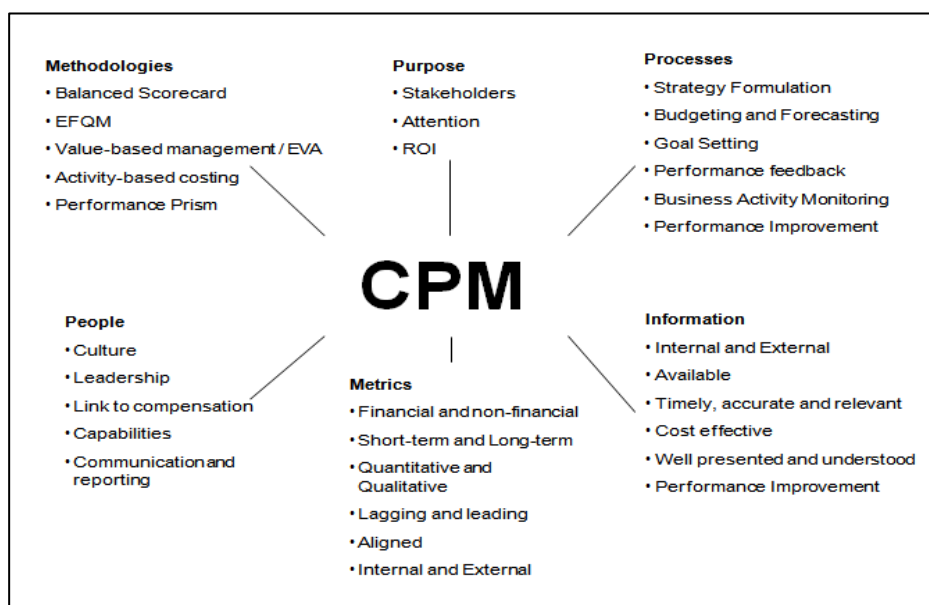 Methodologies
• Balanced Scorecard
• EFQM
• Value-based management / EVA
• Activity-based costing
• Performance Prism
Purpose
• Stakeholders
• Attention
• ROI
Processes
• Strategy Formulation
• Budgeting and Forecasting
• Goal Setting
• Performance feedback
• Business Activity Monitoring
• Performance Improvement
CPM
People
• Culture
• Leadership
• Link to compensation
• Capabilities
• Communication and
reporting
Metrics
• Financial and non-financial
• Short-term and Long-term
• Quantitative and
Qualitative
• Lagging and leading
• Aligned
• Internal and External
Information
• Internal and External
• Available
• Timely, accurate and relevant
• Cost effective
• Well presented and understood
• Performance Improvement